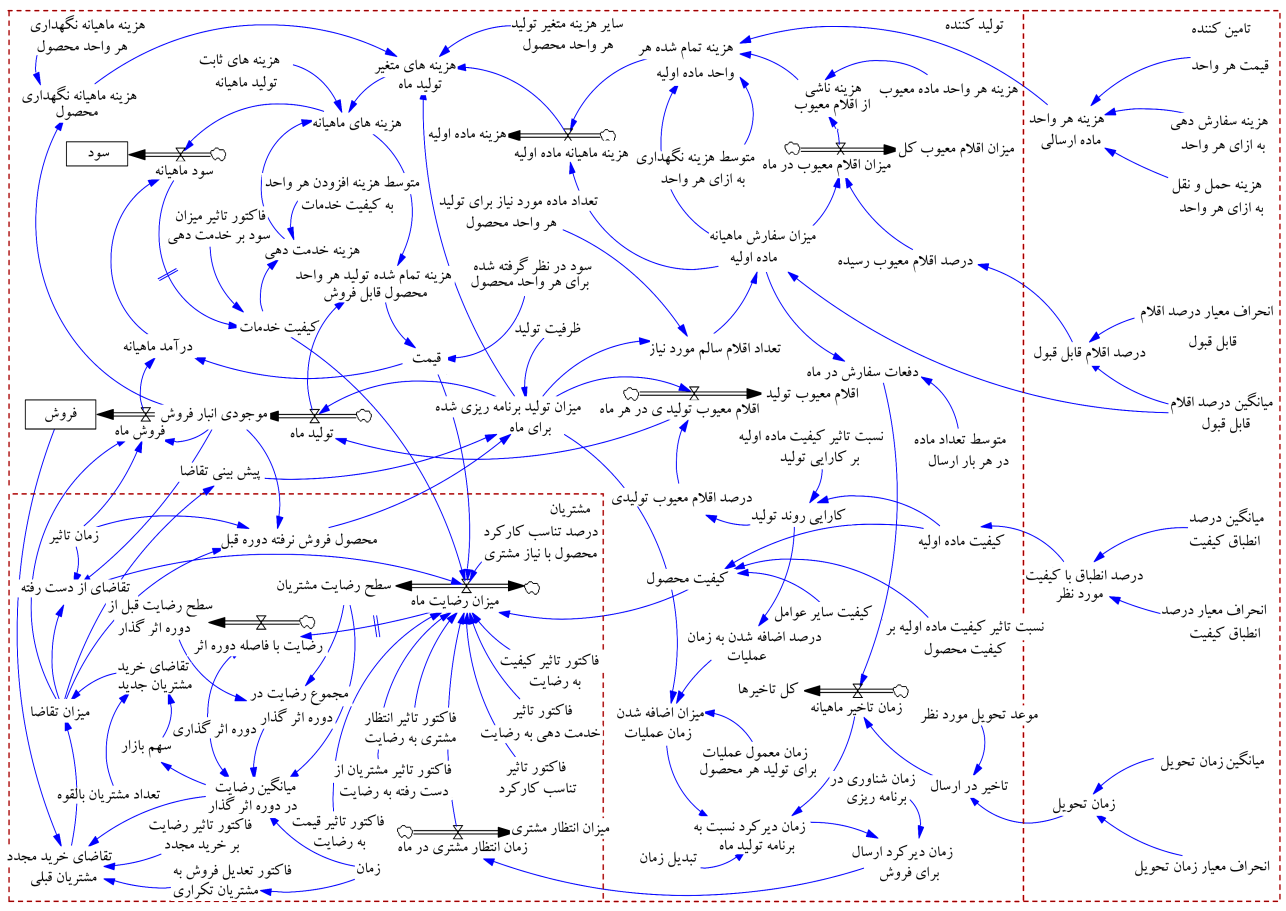 تامین کننده
قیمت هر واحد
هزینه سفارش دهی
به ازای هر واحد
هزینه حمل و نقل
به ازای هر واحد
هزینه هر واحد
ماده ارسالی
انحراف معیار درصد اقلام
قابل قبول
درصد اقلام قابل قبول
میانگین درصد اقلام
قابل قبول
میانگین درصد
انطباق کیفیت
درصد انطباق با کیفیت
مورد نظر
انحراف معیار درصد
انطباق کیفیت
میانگین زمان تحویل
زمان تحویل
انحراف معیار زمان تحویل
تولید کننده
هزینه تمام شده هر
واحد ماده اولیه
هزینه ناشی
از اقلام معیوب
هزینه هر واحد ماده معیوب
میزان اقلام معیوب کل
میزان اقلام معیوب در ماه
متوسط هزینه نگهداری
به ازای هر واحد
میزان سفارش ماهیانه
ماده اولیه
درصد اقلام معیوب رسیده
سایر هزینه متغیر تولید
هر واحد محصول
هزینه های متغیر
تولید ماه
هزینه ماده اولیه
هزینه ماهیانه ماده اولیه
تعداد ماده مورد نیاز برای تولید
هر واحد محصول
هزینه ماهیانه نگهداری
هر واحد محصول
هزینه ماهیانه نگهداری
محصول
هزینه های ثابت
تولید ماهیانه
هزینه های ماهیانه
سود
سود ماهیانه
متوسط هزینه افزودن هر واحد
به کیفیت خدمات
فاکتور تاثیر میزان
سود بر خدمت دهی
هزینه خدمت دهی
هزینه تمام شده تولید هر واحد
محصول قابل فروش
سود در نظر گرفته شده
برای هر واحد محصول
کیفیت خدمات
درآمد ماهیانه
قیمت
ظرفیت تولید
تعداد اقلام سالم مورد نیاز
دفعات سفارش در ماه
اقلام معیوب تولید
اقلام معیوب تولیدی در هر ماه
میزان تولید برنامه ریزی شده
برای ماه
فروش
فروش ماه
موجودی انبار فروش
تولید ماه
نسبت تاثیر کیفیت ماده اولیه
بر کارایی تولید
متوسط تعداد ماده
در هر بار ارسال
پیش بینی تقاضا
درصد اقلام معیوب تولیدی
کارایی روند تولید
کیفیت ماده اولیه
کیفیت محصول
کیفیت سایر عوامل
نسبت تاثیر کیفیت ماده اولیه بر
کیفیت محصول
درصد اضافه شدن به زمان
عملیات
کل تاخیرها
زمان تاخیر ماهیانه
موعد تحویل مورد نظر
میزان اضافه شدن
زمان عملیات
زمان معمول عملیات
برای تولید هر محصول
زمان شناوری در
برنامه ریزی
تاخیر در ارسال
زمان دیرکرد نسبت به
برنامه تولید ماه
تبدیل زمان
زمان دیرکرد ارسال
برای فروش
مشتریان
درصد تناسب کارکرد
محصول با نیاز مشتری
زمان تاثیر
محصول فروش نرفته دوره قبل
تقاضای از دست رفته
سطح رضایت مشتریان
میزان رضایت ماه
سطح رضایت قبل از
دوره اثر گذار
رضایت با فاصله دوره اثر
تقاضای خرید
مشتریان جدید
میزان تقاضا
مجموع رضایت در
دوره اثر گذار
دوره اثر گذاری
سهم بازار
تعداد مشتریان بالقوه
میانگین رضایت
در دوره اثر گذار
فاکتور تاثیر کیفیت
به رضایت
فاکتور تاثیر
خدمت دهی به رضایت
فاکتور تاثیر انتظار
مشتری به رضایت
فاکتور تاثیر مشتریان از
دست رفته به رضایت
فاکتور تاثیر
تناسب کارکرد
فاکتور تاثیر قیمت
به رضایت
میزان انتظار مشتری
زمان انتظار مشتری در ماه
فاکتور تاثیر رضایت
بر خرید مجدد
تقاضای خرید مجدد
مشتریان قبلی
فاکتور تعدیل فروش به
مشتریان تکراری
زمان